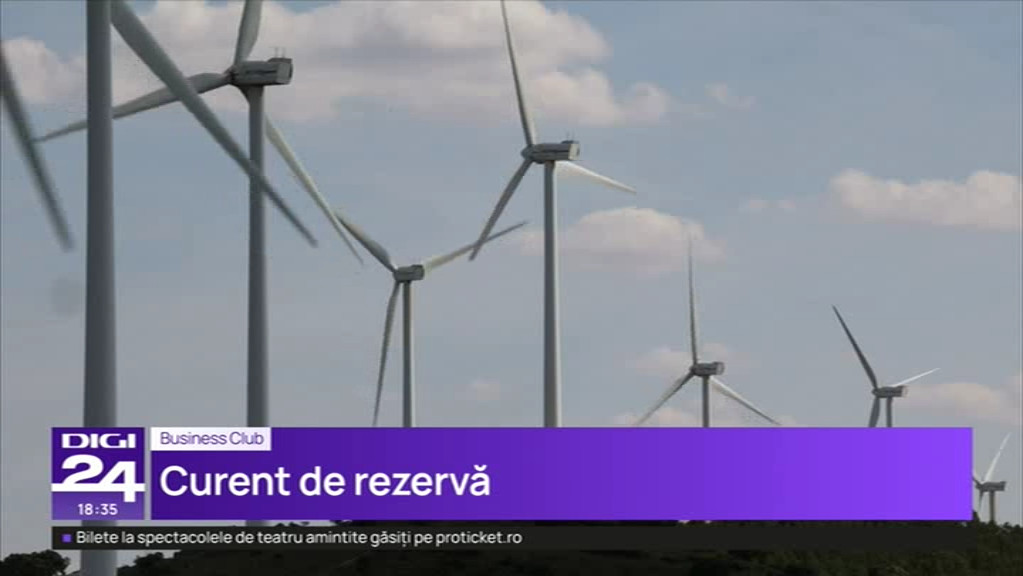 DIGI
24
18:35
Business Club
Curent de rezervă
Bilete la spectacolele de teatru amintite găsiți pe proticket.ro